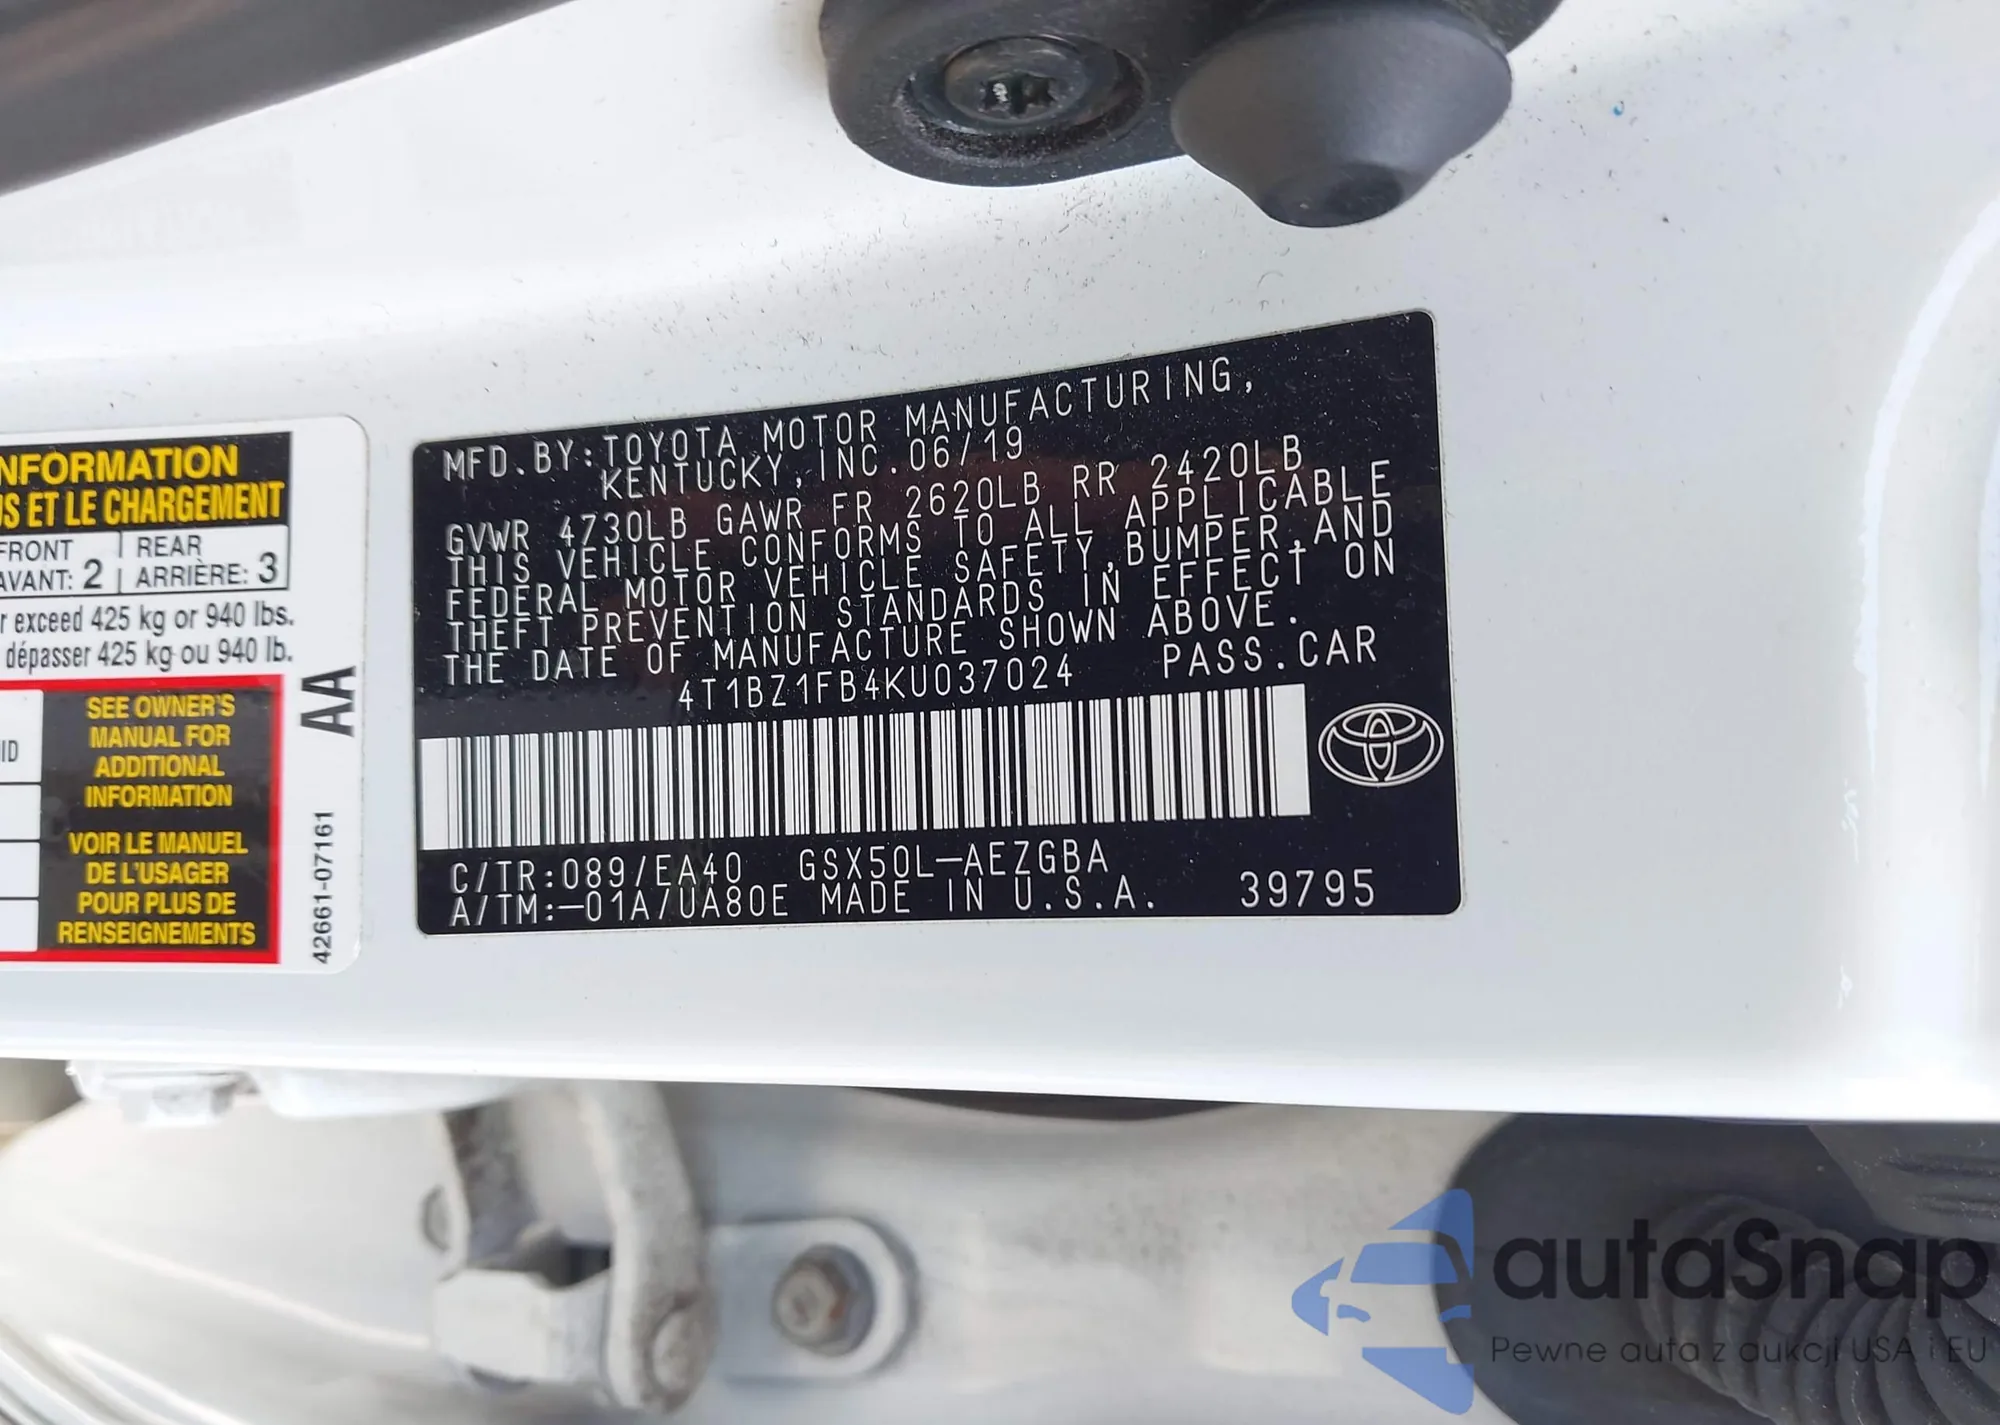 NFORMATION
US ET LE CHARGEMENT
FRONT
AVANT: 2
REAR
ARRIÈRE: 3
r exceed 425 kg or 940 lbs.
dépasser 425 kg ou 940 lb.
SEE OWNER'S
MANUAL FOR
ADDITIONAL
INFORMATION
VOIR LE MANUEL
DE L'USAGER
POUR PLUS DE
RENSEIGNEMENTS
AA
42661-07161
MFD.BY:TOYOTA MOTOR MANUFACTURING,
KENTUCKY, INC.06/19
GVWR 4730LB GAWR FR 2620LB RR 2420LB
THIS VEHICLE CONFORMS TO ALL APPLICABLE
FEDERAL MOTOR VEHICLE SAFETY,BUMPER,AND
THEFT PREVENTION STANDARDS IN EFFECT ON
THE DATE OF MANUFACTURE SHOWN ABOVE.
4T1BZ1FB4KU037024 PASS.CAR
C/TR:089/EA40 GSX50L-AEZGBA
A/TM:-01A/UA80E MADE IN U.S.A. 39795
autaSnap
Pewne auta z aukcji USA i EU